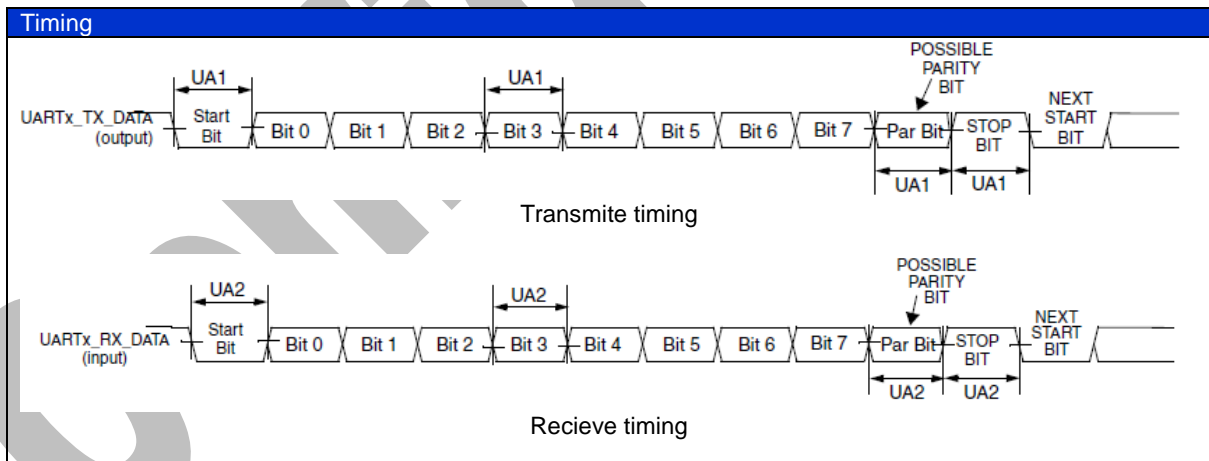 Timing
POSSIBLE
PARITY
BIT
UA1
UA1
NEXT
START
BIT
UARTx_TX_DATA
(output)
Start
Bit
Bit 0
Bit 1
Bit 2
Bit 3
Bit 4
Bit 5
Bit 6
Bit 7
Par Bit
STOP
BIT
UA1
UA1
Transmite timing
POSSIBLE
PARITY
BIT
UA2
UA2
NEXT
START
BIT
UARTx_RX_DATA
(input)
Start
Bit
Bit 0
Bit 1
Bit 2
Bit 3
Bit 4
Bit 5
Bit 6
Bit 7
Par Bit
STOP
BIT
UA2
UA2
Recieve timing